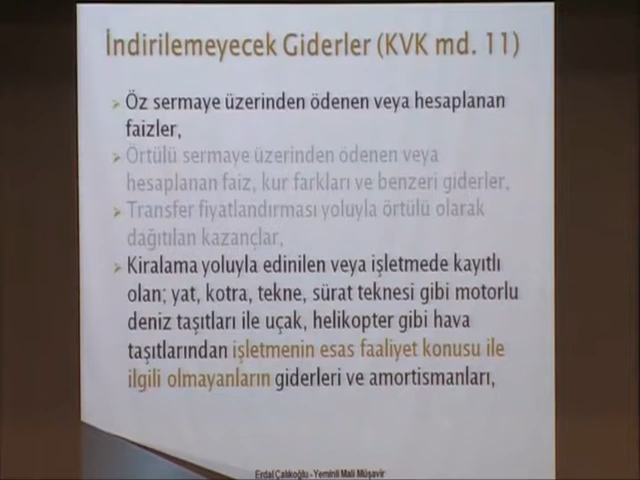 İndirilemeyecek Giderler (KVK md. 11)
Öz sermaye üzerinden ödenen veya hesaplanan
faizler,
Örtülü sermaye üzerinden ödenen veya
hesaplanan faiz, kur farkları ve benzeri giderler,
Transfer fiyatlandırması yoluyla örtülü olarak
dağıtılan kazançlar,
Kiralama yoluyla edinilen veya işletmede kayıtlı
olan; yat, kotra, tekne, sürat teknesi gibi motorlu
deniz taşıtları ile uçak, helikopter gibi hava
taşıtlarından işletmenin esas faaliyet konusu ile
ilgili olmayanların giderleri ve amortismanları,
Erdal Çalıkoğlu - Yeminli Mali Müşavir